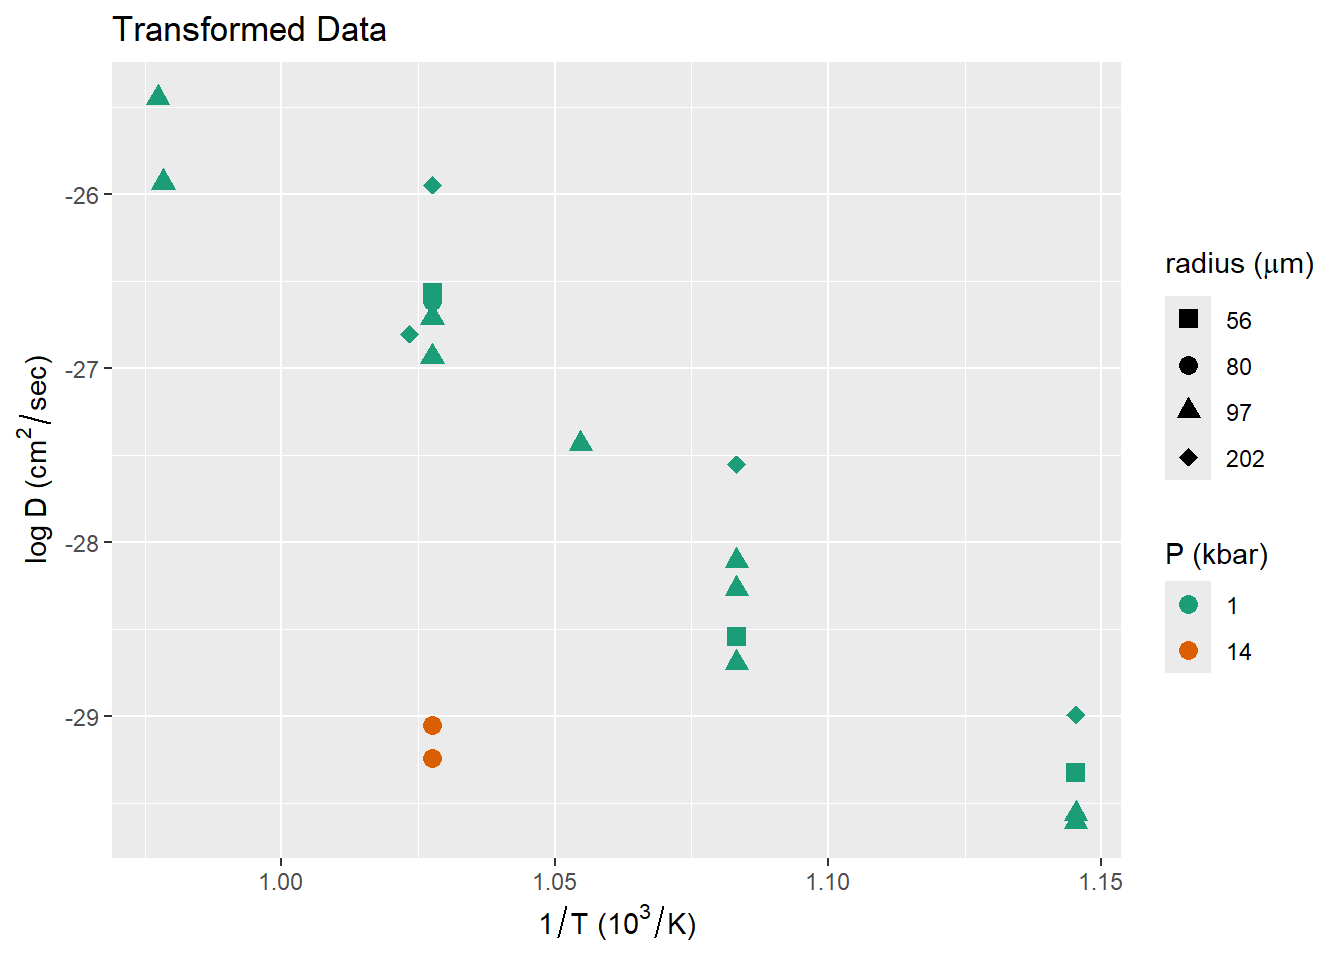 Transformed Data
log D (cm²/sec)
-26
-27
-28
-29
1.00
1.05
1.10
1.15
1/T (10³/K)
radius (μm)
56
80
97
202
P (kbar)
1
14